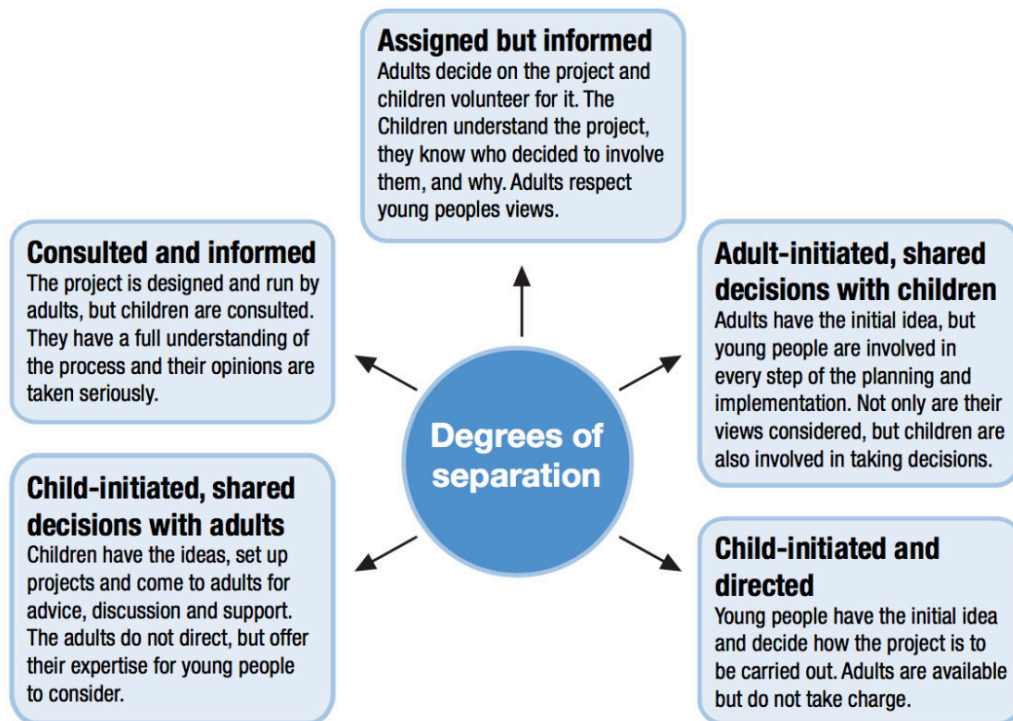 Assigned but informed
Adults decide on the project and
children volunteer for it. The
Children understand the project,
they know who decided to involve
them, and why. Adults respect
young peoples views.
Consulted and informed
The project is designed and run by
adults, but children are consulted.
They have a full understanding of
the process and their opinions are
taken seriously.
Adult-initiated, shared
decisions with children
Adults have the initial idea, but
young people are involved in
every step of the planning and
implementation. Not only are their
views considered, but children are
also involved in taking decisions.
Degrees of
separation
Child-initiated, shared
decisions with adults
Children have the ideas, set up
projects and come to adults for
advice, discussion and support.
The adults do not direct, but offer
their expertise for young people
to consider.
Child-initiated and
directed
Young people have the initial idea
and decide how the project is to
be carried out. Adults are available
but do not take charge.